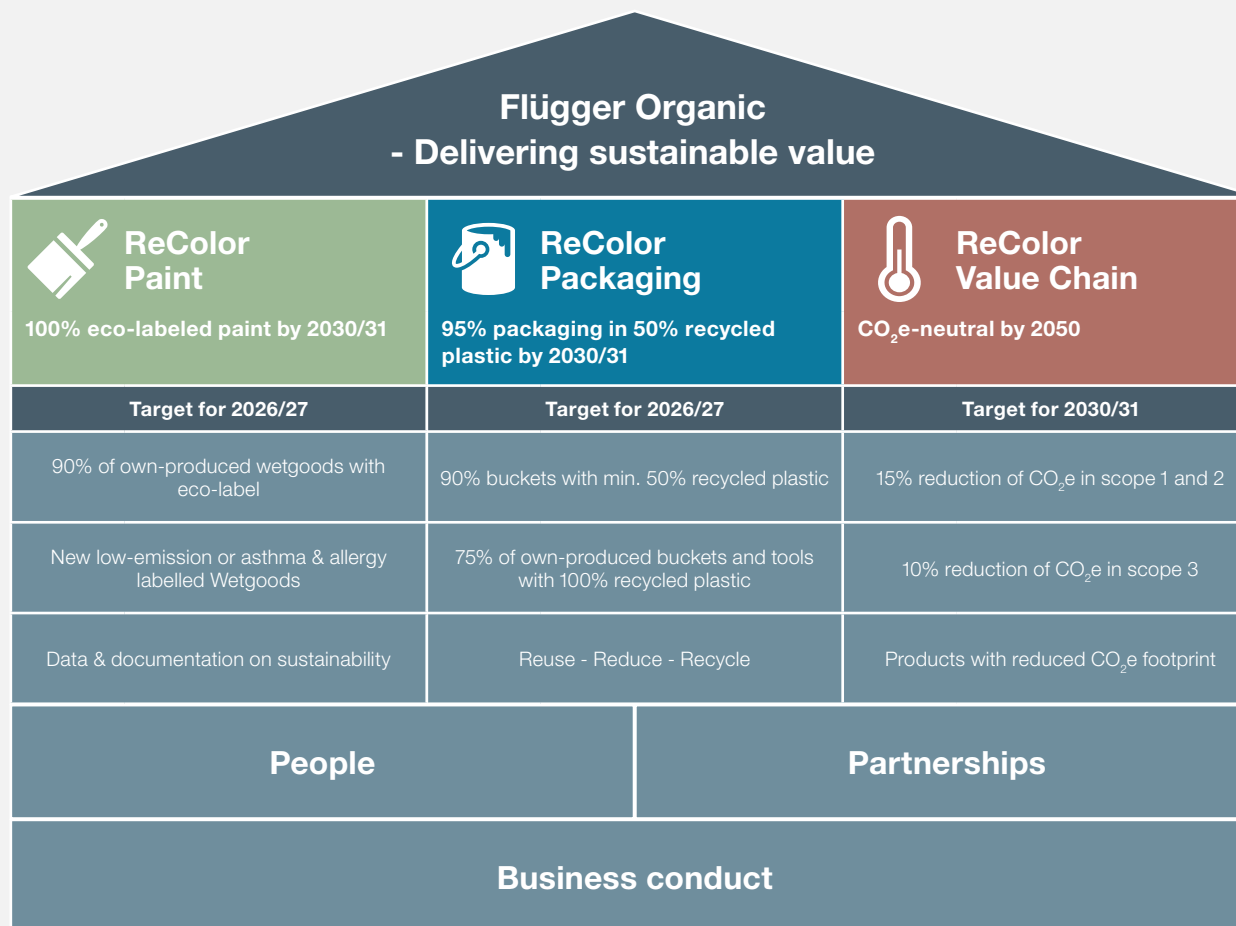 Flügger Organic
- Delivering sustainable value
ReColor
Paint
100% eco-labeled paint by 2030/31
ReColor
Packaging
95% packaging in 50% recycled
plastic by 2030/31
ReColor
Value Chain
CO₂e-neutral by 2050
Target for 2026/27
Target for 2026/27
Target for 2030/31
90% of own-produced wetgoods with
eco-label
90% buckets with min. 50% recycled plastic
15% reduction of CO₂e in scope 1 and 2
New low-emission or asthma & allergy
labelled Wetgoods
75% of own-produced buckets and tools
with 100% recycled plastic
10% reduction of CO₂e in scope 3
Data & documentation on sustainability
Reuse - Reduce - Recycle
Products with reduced CO₂e footprint
People
Partnerships
Business conduct